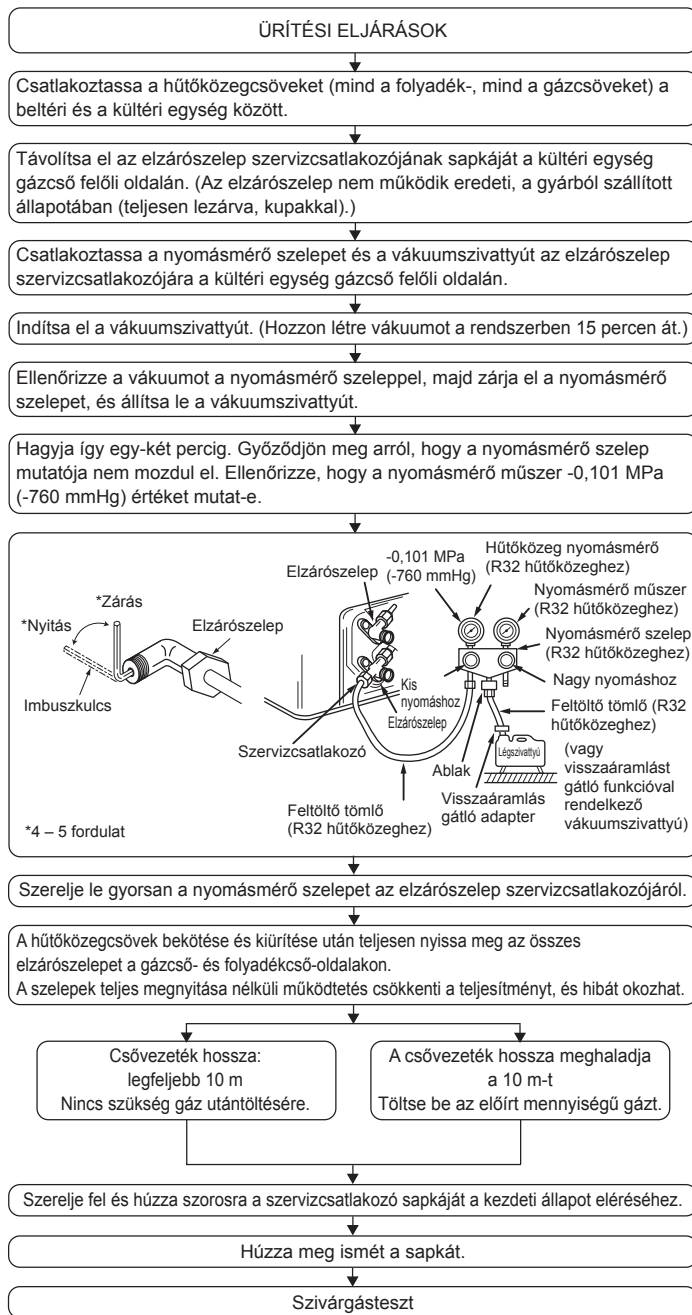 ÜRÍTÉSI ELJÁRÁSOK
Csatlakoztassa a hűtőközegcsöveket (mind a folyadék-, mind a gázcsöveket) a
beltéri és a kültéri egység között.
Távolítsa el az elzárószelep szervizcsatlakozójának sapkáját a kültéri egység
gázcső felőli oldalán. (Az elzárószelep nem működik eredeti, a gyárból szállított
állapotában (teljesen lezárva, kupakkal).)
Csatlakoztassa a nyomásmérő szelepet és a vákuumszivattyút az elzárószelep
szervizcsatlakozójára a kültéri egység gázcső felőli oldalán.
Indítsa el a vákuumszivattyút. (Hozzon létre vákuumot a rendszerben 15 percen át.)
Ellenőrizze a vákuumot a nyomásmérő szeleppel, majd zárja el a nyomásmérő
szelepet, és állítsa le a vákuumszivattyút.
Hagyja így egy-két percig. Győződjön meg arról, hogy a nyomásmérő szelep
mutatója nem mozdul el. Ellenőrizze, hogy a nyomásmérő műszer -0,101 MPa
(-760 mmHg) értéket mutat-e.
*Zárás
*Nyitás
Elzárószelep
Imbuszkulcs
*4 – 5 fordulat
Elzárószelep
-0,101 MPa
(-760 mmHg)
Hűtőközeg nyomásmérő
(R32 hűtőközeghez)
Nyomásmérő műszer
(R32 hűtőközeghez)
Nyomásmérő szelep
(R32 hűtőközeghez)
Kis
nyomáshoz
Nagy nyomáshoz
Elzárószelep
Feltöltő tömlő (R32
hűtőközeghez)
Szervizcsatlakozó
Légszivattyú
Ablak
(vagy
visszaáramlást
gátló funkcióval
rendelkező
vákuumszivattyú)
Visszaáramlás
gátló adapter
Feltöltő tömlő
(R32 hűtőközeghez)
Szerelje le gyorsan a nyomásmérő szelepet az elzárószelep szervizcsatlakozójáról.
A hűtőközegcsövek bekötése és kiürítése után teljesen nyissa meg az összes
elzárószelepet a gázcső- és folyadékcső-oldalakon.
A szelepek teljes megnyitása nélküli működtetés csökkenti a teljesítményt, és hibát okozhat.
Csővezeték hossza:
legfeljebb 10 m
Nincs szükség gáz utántöltésére.
A csővezeték hossza meghaladja
a 10 m-t
Töltse be az előírt mennyiségű gázt.
Szerelje fel és húzza szorosra a szervizcsatlakozó sapkáját a kezdeti állapot eléréséhez.
Húzza meg ismét a sapkát.
Szivárgásteszt